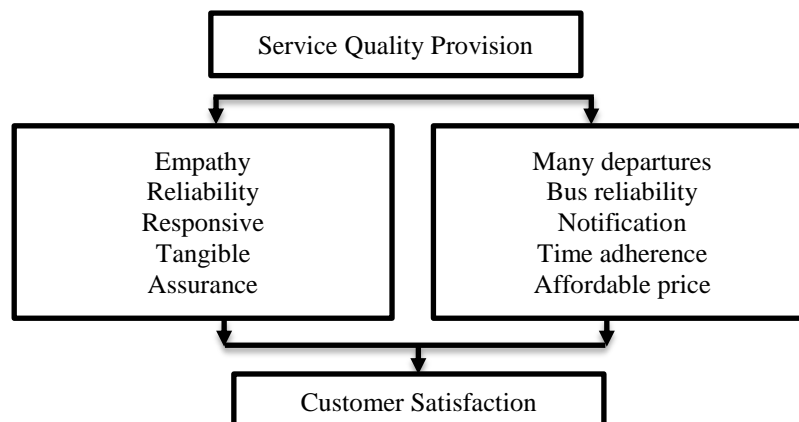 Service Quality Provision
Empathy
Reliability
Responsive
Tangible
Assurance
Many departures
Bus reliability
Notification
Time adherence
Affordable price
Customer Satisfaction